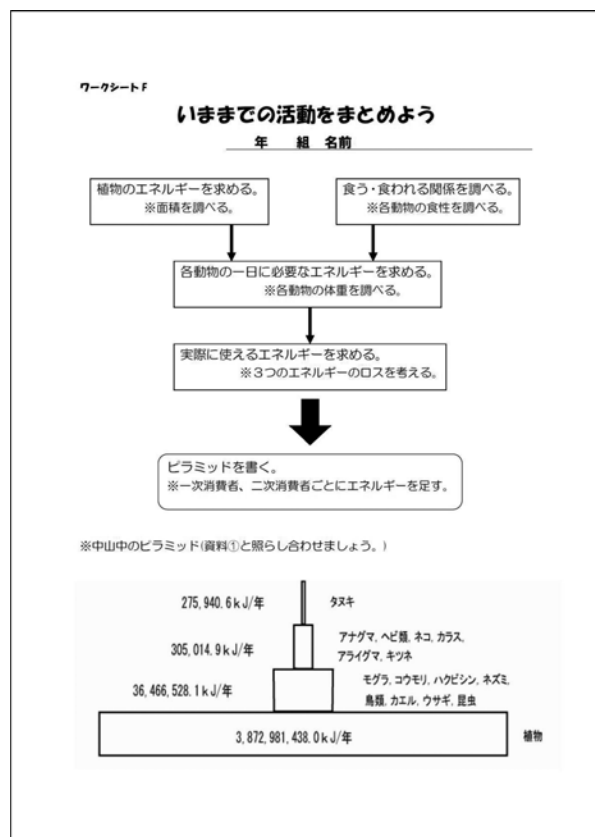 ワークシートF
いままでの活動をまとめよう
年　　組　名前
植物のエネルギーを求める。
※面積を調べる。
食う・食われる関係を調べる。
※各動物の食性を調べる。
各動物の一日に必要なエネルギーを求める。
※各動物の体重を調べる。
実際に使えるエネルギーを求める。
※３つのエネルギーのロスを考える。
ピラミッドを書く。
※一次消費者、二次消費者ごとにエネルギーを足す。
※中山中のピラミッド(資料①と照らし合わせましょう。)
275,940.6kJ/年　タヌキ
305,014.9kJ/年　アナグマ、ヘビ類、ネコ、カラス、
アライグマ、キツネ
36,466,528.1kJ/年　モグラ、コウモリ、ハクビシン、ネズミ、
鳥類、カエル、ウサギ、昆虫
3,872,981,438.0kJ/年　植物